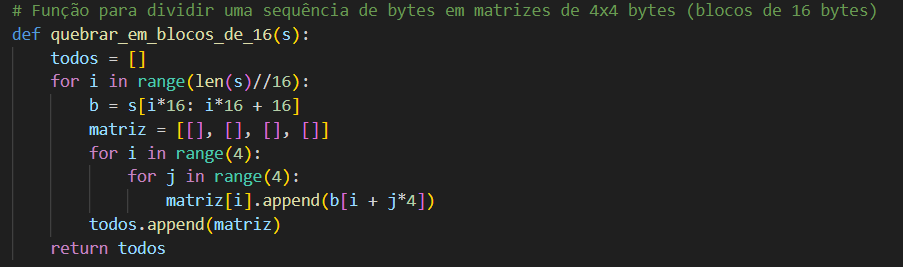 # Função para dividir uma sequência de bytes em matrizes de 4x4 bytes (blocos de 16 bytes)
def quebrar_em_blocos_de_16(s):
    todos = []
    for i in range(len(s)//16):
        b = s[i*16: i*16 + 16]
        matriz = [[], [], [], []]
        for i in range(4):
            for j in range(4):
                matriz[i].append(b[i + j*4])
        todos.append(matriz)
    return todos